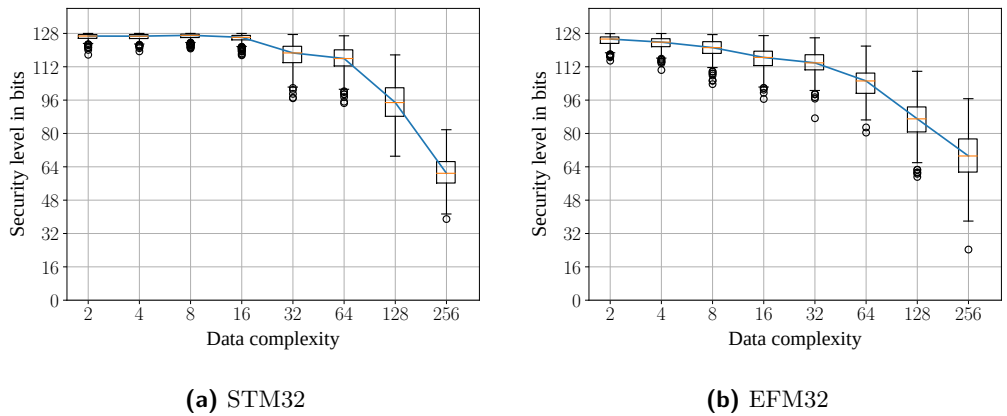 128
112
96
80
64
48
32
16
0
Security level in bits
2 4 8 16 32 64 128 256
Data complexity
(a) STM32
128
112
96
80
64
48
32
16
0
Security level in bits
2 4 8 16 32 64 128 256
Data complexity
(b) EFM32